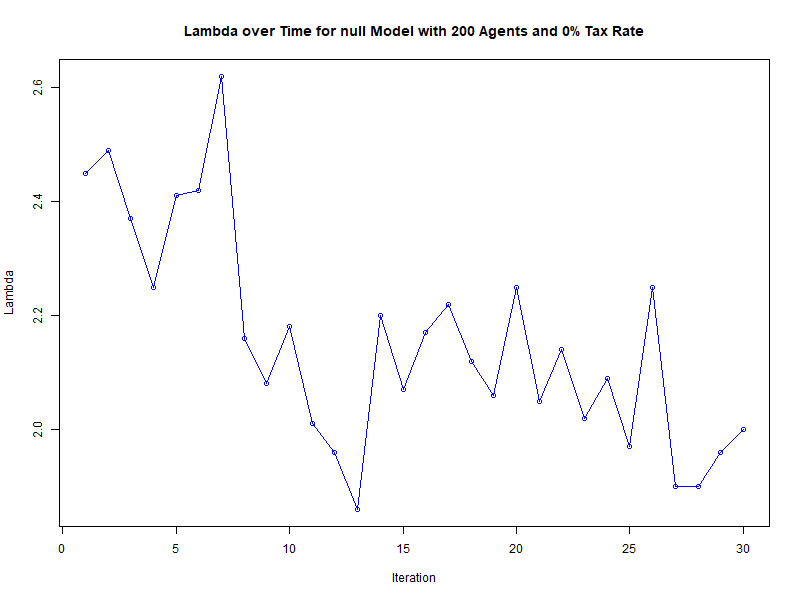 Lambda over Time for null Model with 200 Agents and 0% Tax Rate
2.6
2.4
2.2
2.0
Lambda
0 5 10 15 20 25 30
Iteration